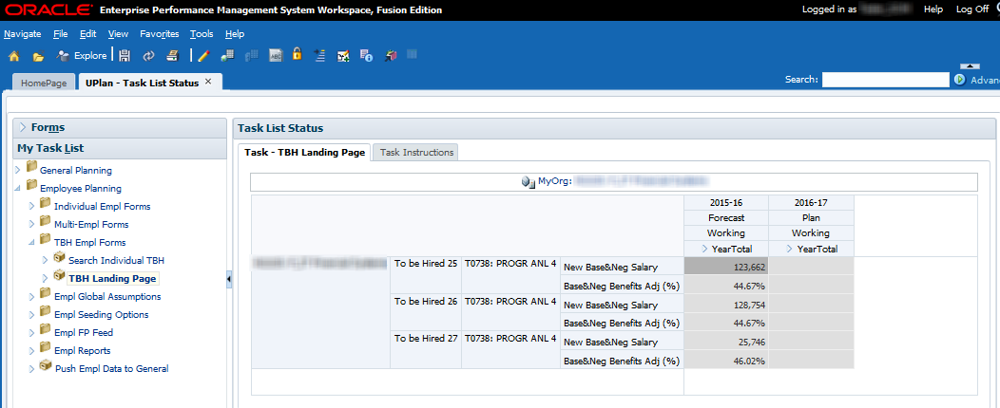 ORACLE Enterprise Performance Management System Workspace, Fusion Edition Logged in as Help Log Off
Navigate File Edit View Favorites Tools Help
Explore
HomePage UPlan - Task List Status Search: Advan
Forms
My Task List
General Planning
Employee Planning
Individual Empl Forms
Multi-Empl Forms
TBH Empl Forms
Search Individual TBH
TBH Landing Page
Empl Global Assumptions
Empl Seeding Options
Empl FP Feed
Empl Reports
Push Empl Data to General
Task List Status
Task - TBH Landing Page Task Instructions
MyOrg:
2015-16 2016-17
Forecast Plan
Working Working
YearTotal YearTotal
To be Hired 25 T0738: PROGR ANL 4 New Base&Neg Salary 123,662
Base&Neg Benefits Adj (%) 44.67%
To be Hired 26 T0738: PROGR ANL 4 New Base&Neg Salary 128,754
Base&Neg Benefits Adj (%) 44.67%
To be Hired 27 T0738: PROGR ANL 4 New Base&Neg Salary 25,746
Base&Neg Benefits Adj (%) 46.02%